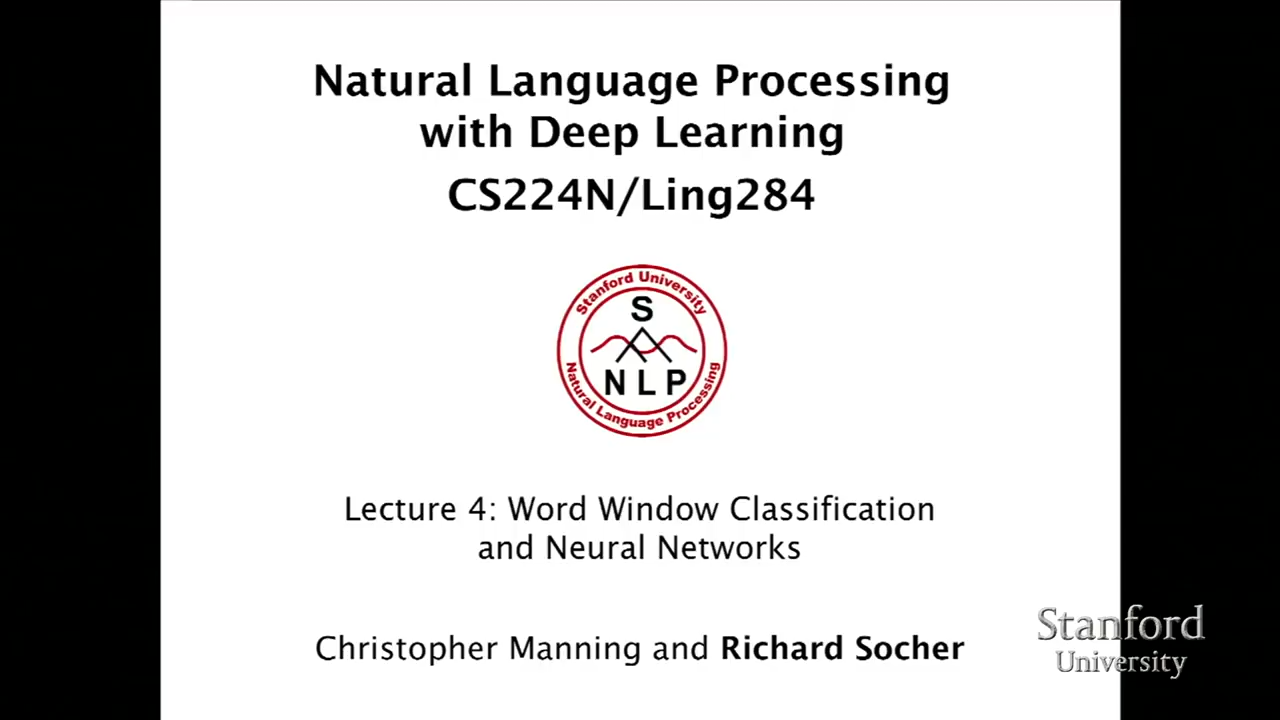 Natural Language Processing
with Deep Learning
CS224N/Ling284
Stanford University
S
NLP
Natural Language Processing
Lecture 4: Word Window Classification
and Neural Networks
Christopher Manning and Richard Socher
Stanford
University